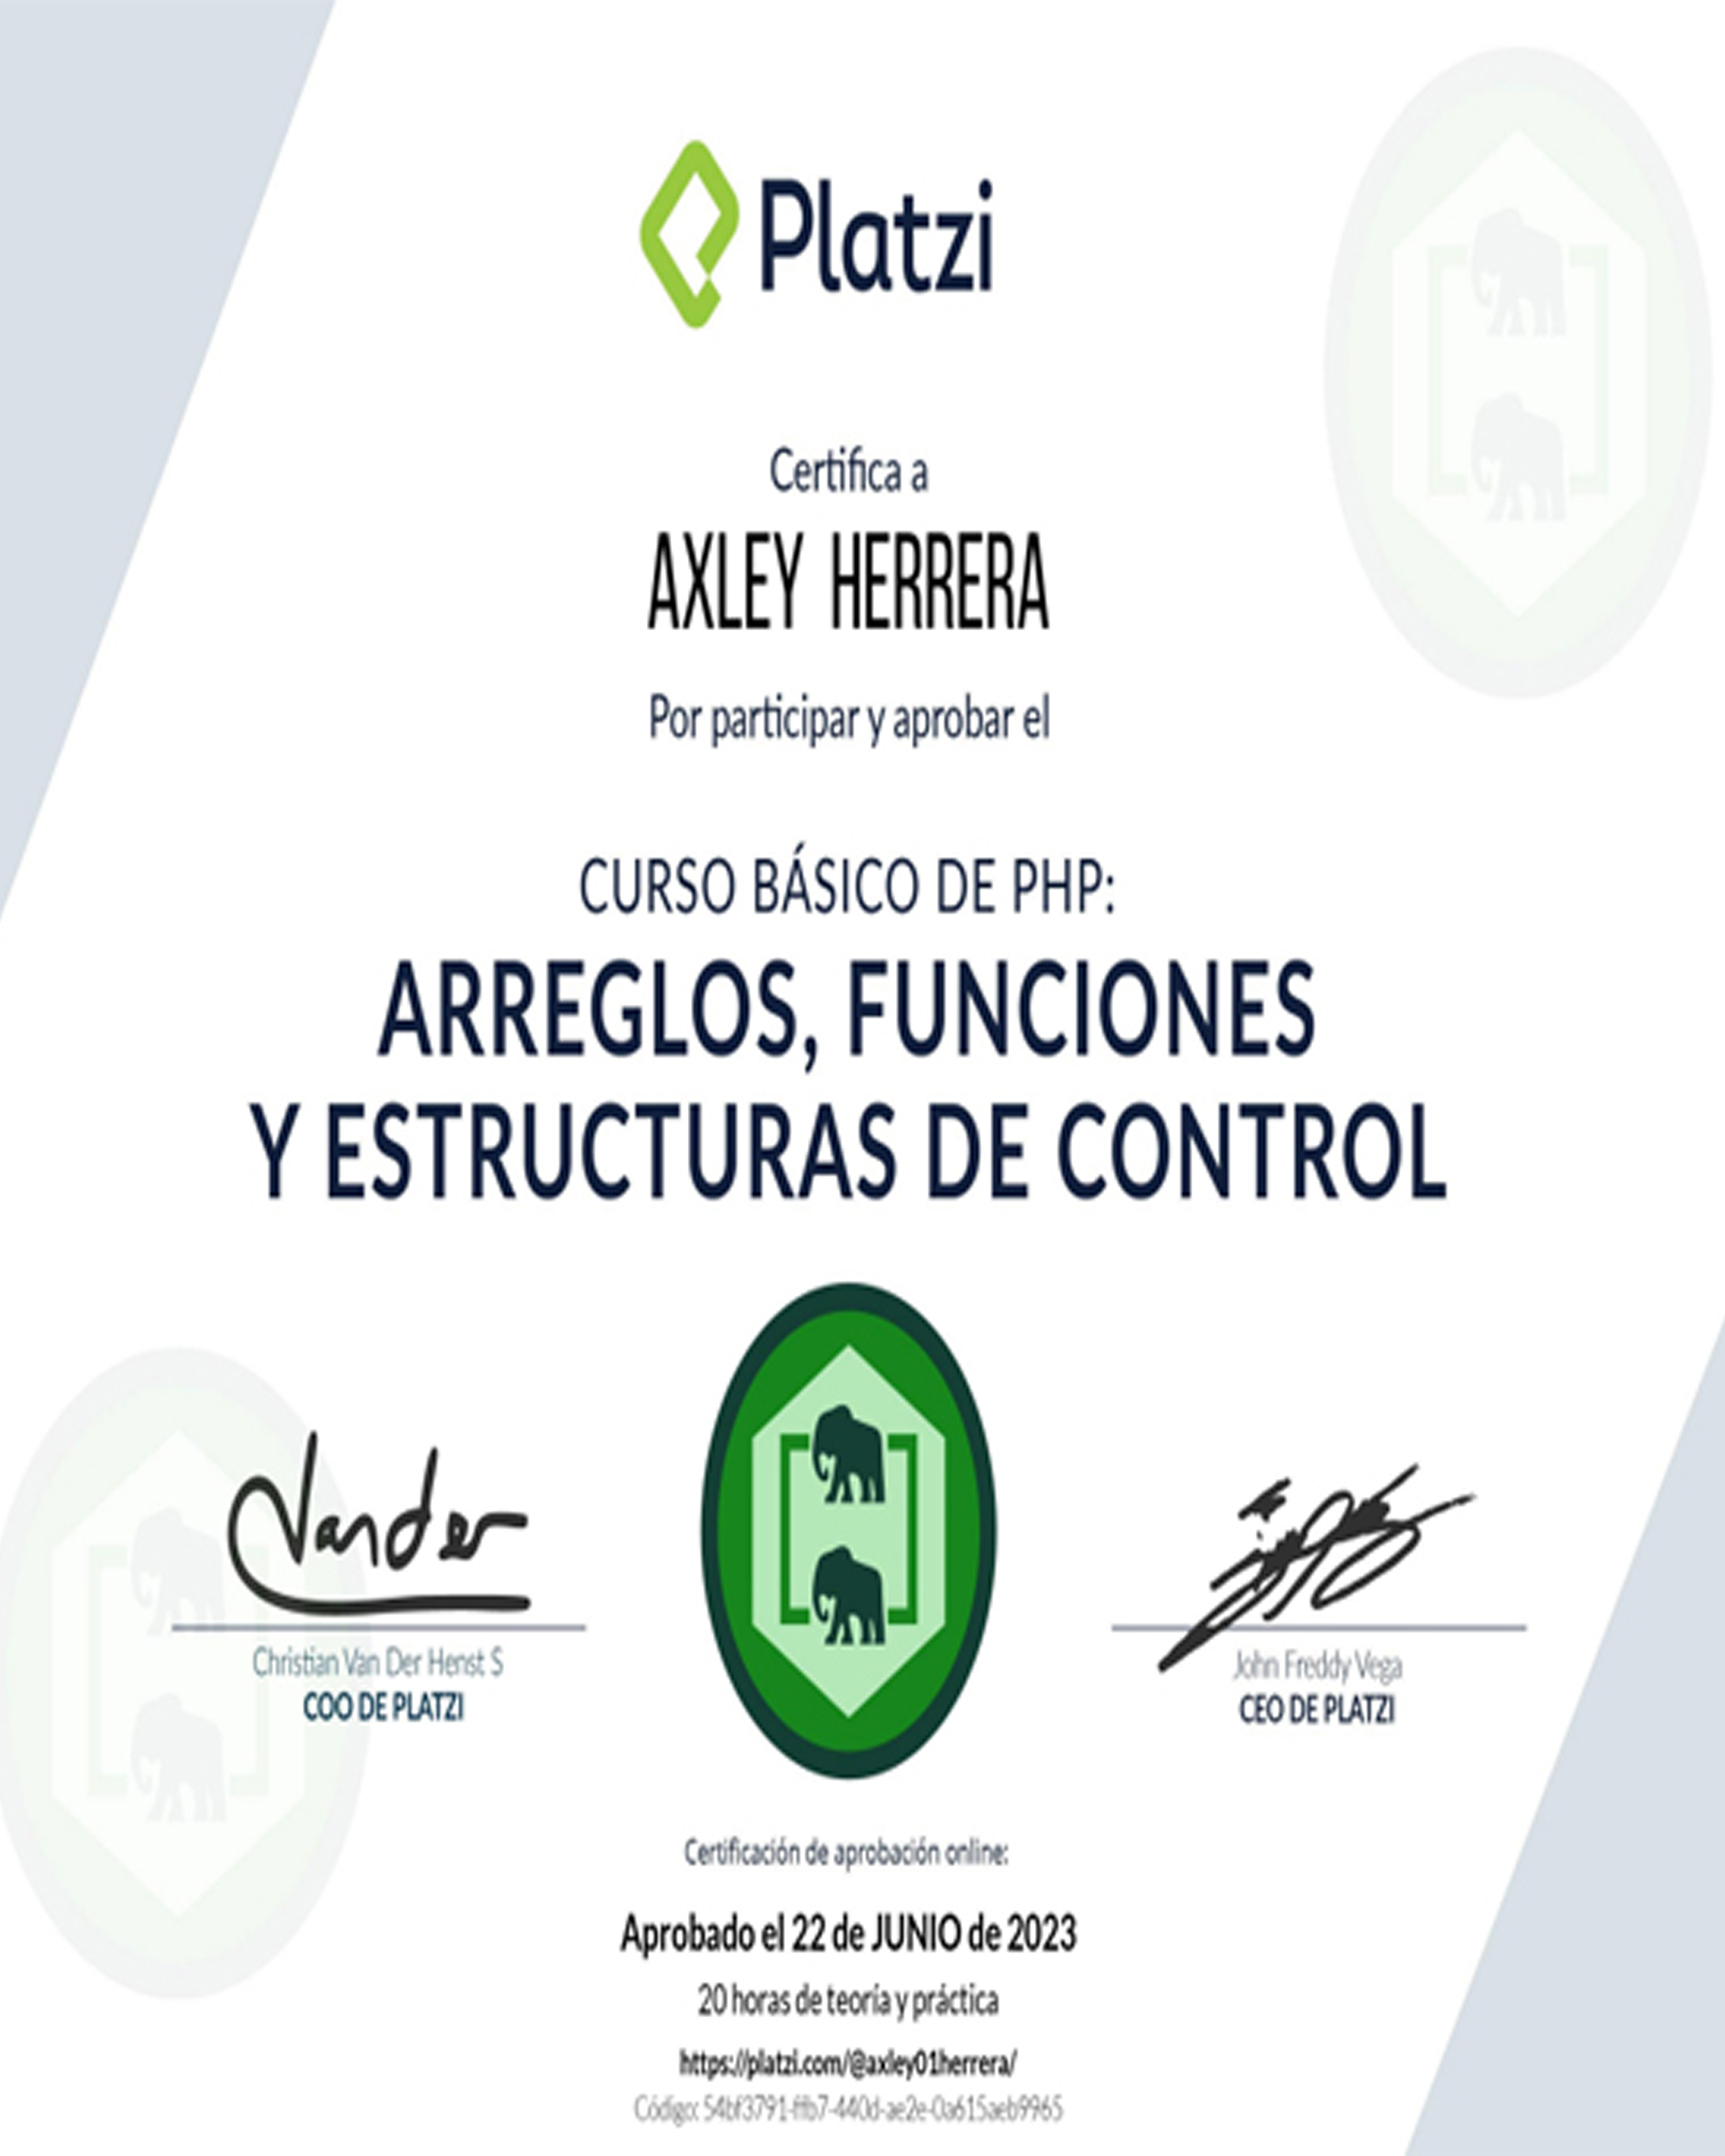 Platzi
Certifica a
AXLEY HERRERA
Por participar y aprobar el
CURSO BÁSICO DE PHP:
ARREGLOS, FUNCIONES
Y ESTRUCTURAS DE CONTROL
Vander
Christian Van Der Henst S
COO DE PLATZI
John Freddy Vega
CEO DE PLATZI
Certificación de aprobación online:
Aprobado el 22 de JUNIO de 2023
20 horas de teoría y práctica
https://platzi.com/@axley01herrera/
Código: 54bf3791-ffb7-440d-ae2e-0a615aeb9965